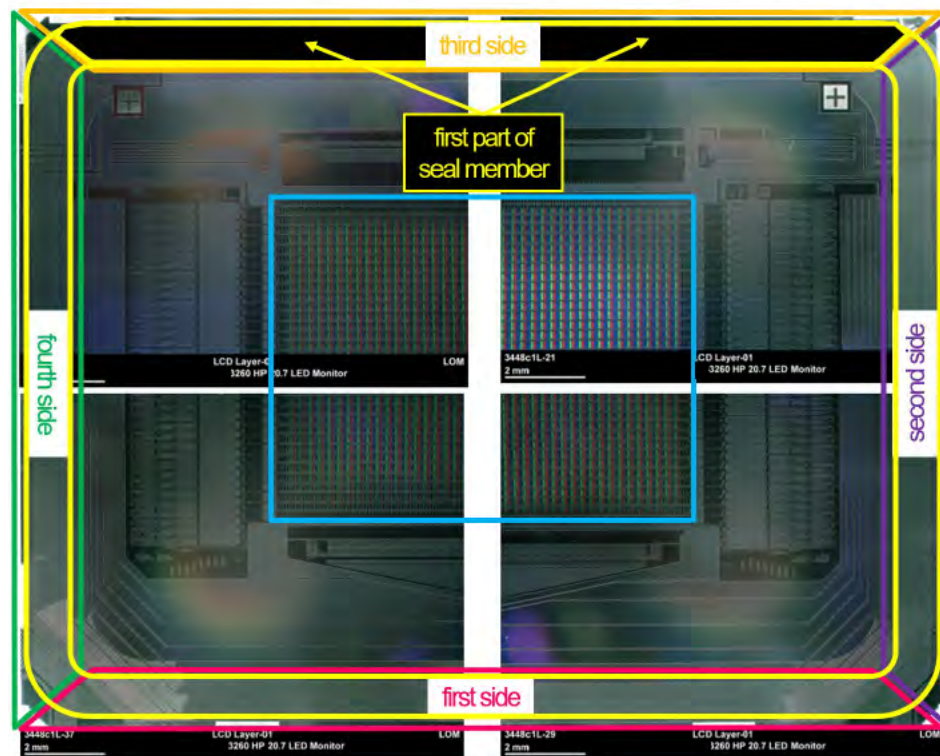 third side
first part of
seal member
fourth side
second side
LCD Layer-
LOM
3260 HP 20.7 LED Monitor
3448c1L-21
2 mm
LCD Layer-01
3260 HP 20.7 LED Monitor
first side
3448c1L-37
LCD Layer-01
LOM
2 mm
3260 HP 20.7 LED Monitor
3448c1L-29
LCD Layer-01
LOM
2 mm
3260 HP 20.7 LED Monitor